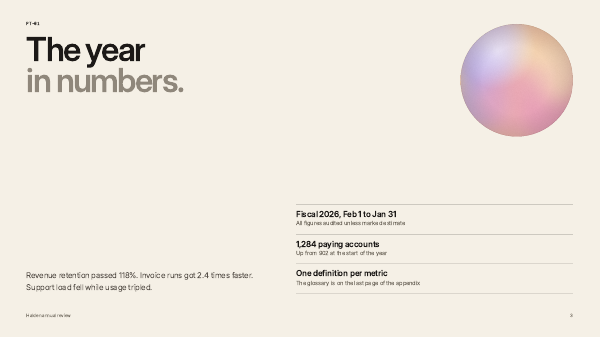 PT-01
The year
in numbers.
Fiscal 2026, Feb 1 to Jan 31
All figures audited unless marked estimate
1,284 paying accounts
Up from 902 at the start of the year
One definition per metric
The glossary is on the last page of the appendix
Revenue retention passed 118%. Invoice runs got 2.4 times faster.
Support load fell while usage tripled.
Halden annual review
3